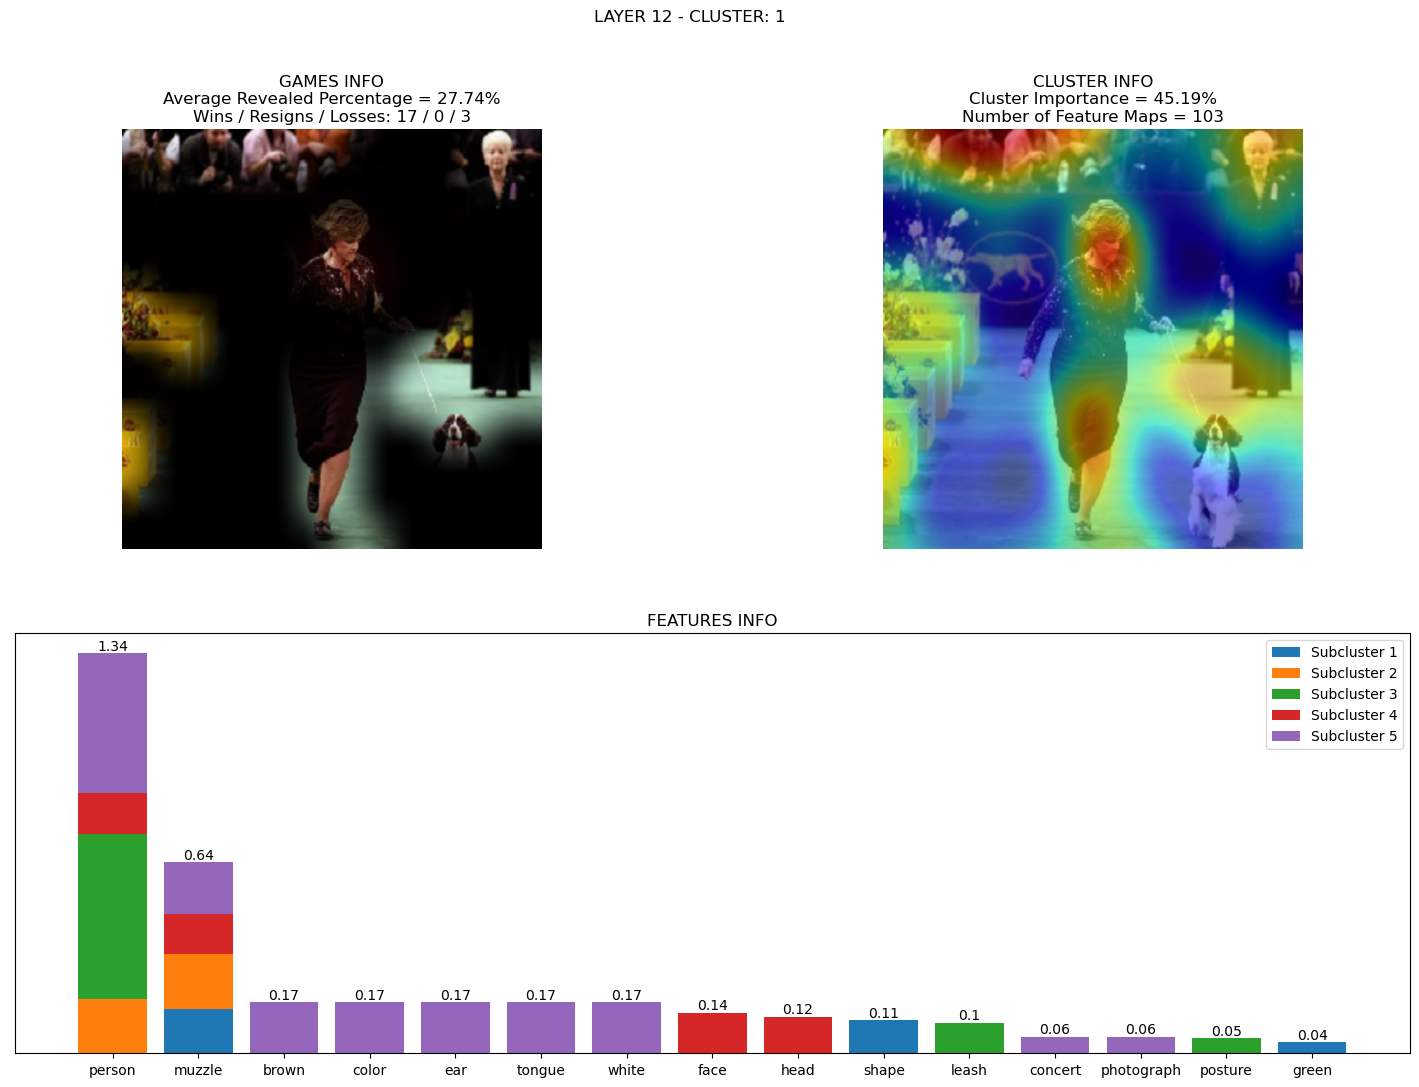 LAYER 12 - CLUSTER: 1
GAMES INFO
Average Revealed Percentage = 27.74%
Wins / Resigns / Losses: 17 / 0 / 3
CLUSTER INFO
Cluster Importance = 45.19%
Number of Feature Maps = 103
FEATURES INFO
Subcluster 1
Subcluster 2
Subcluster 3
Subcluster 4
Subcluster 5
1.34
0.64
0.17
0.17
0.17
0.17
0.17
0.14
0.12
0.11
0.1
0.06
0.06
0.05
0.04
person muzzle brown color ear tongue white face head shape leash concert photograph posture green